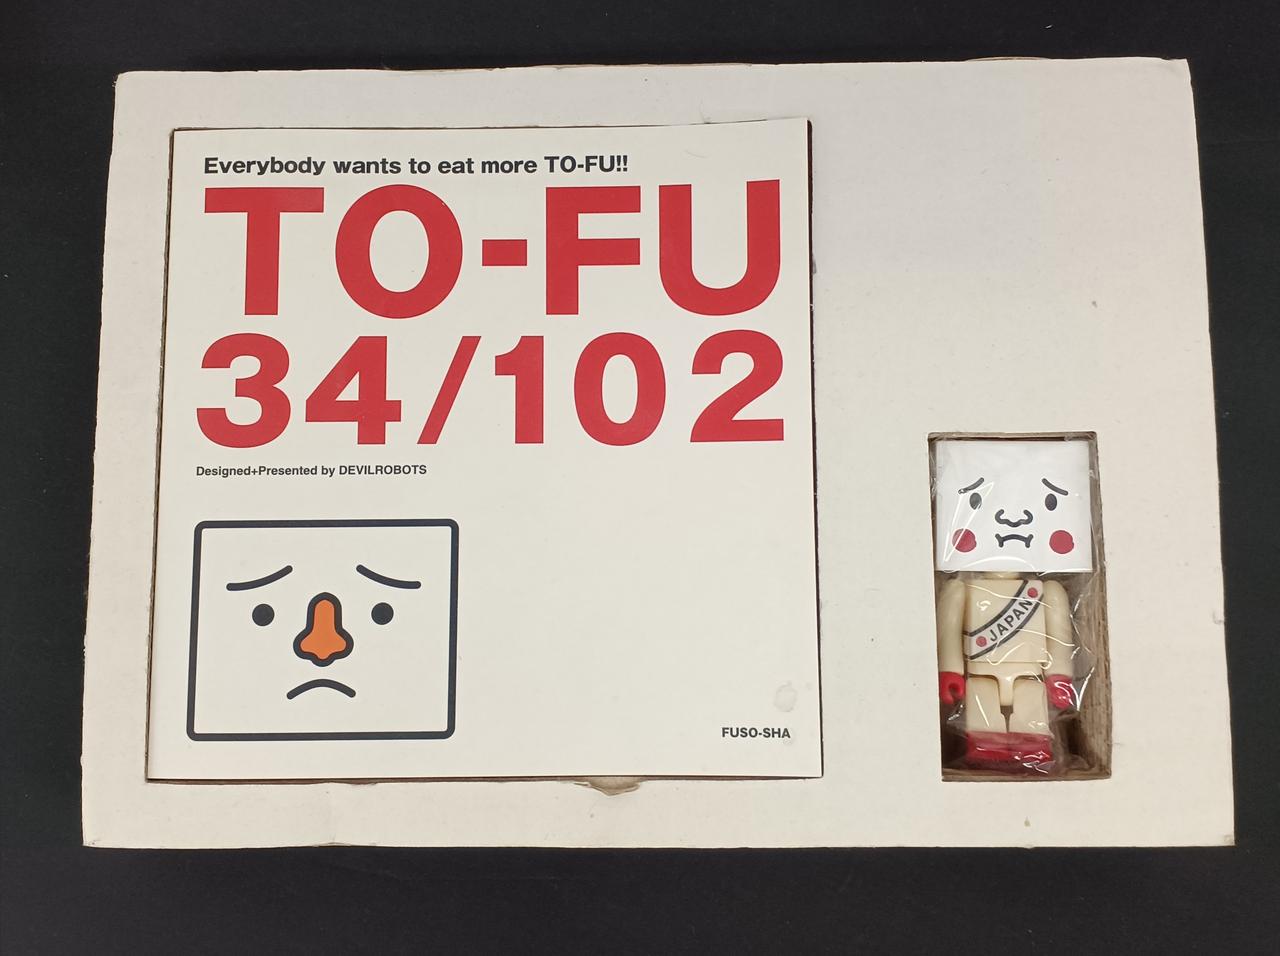 Everybody wants to eat more TO-FU!!
TO-FU
34/102
Designed+Presented by DEVILROBOTS
FUSO-SHA
JAPAN